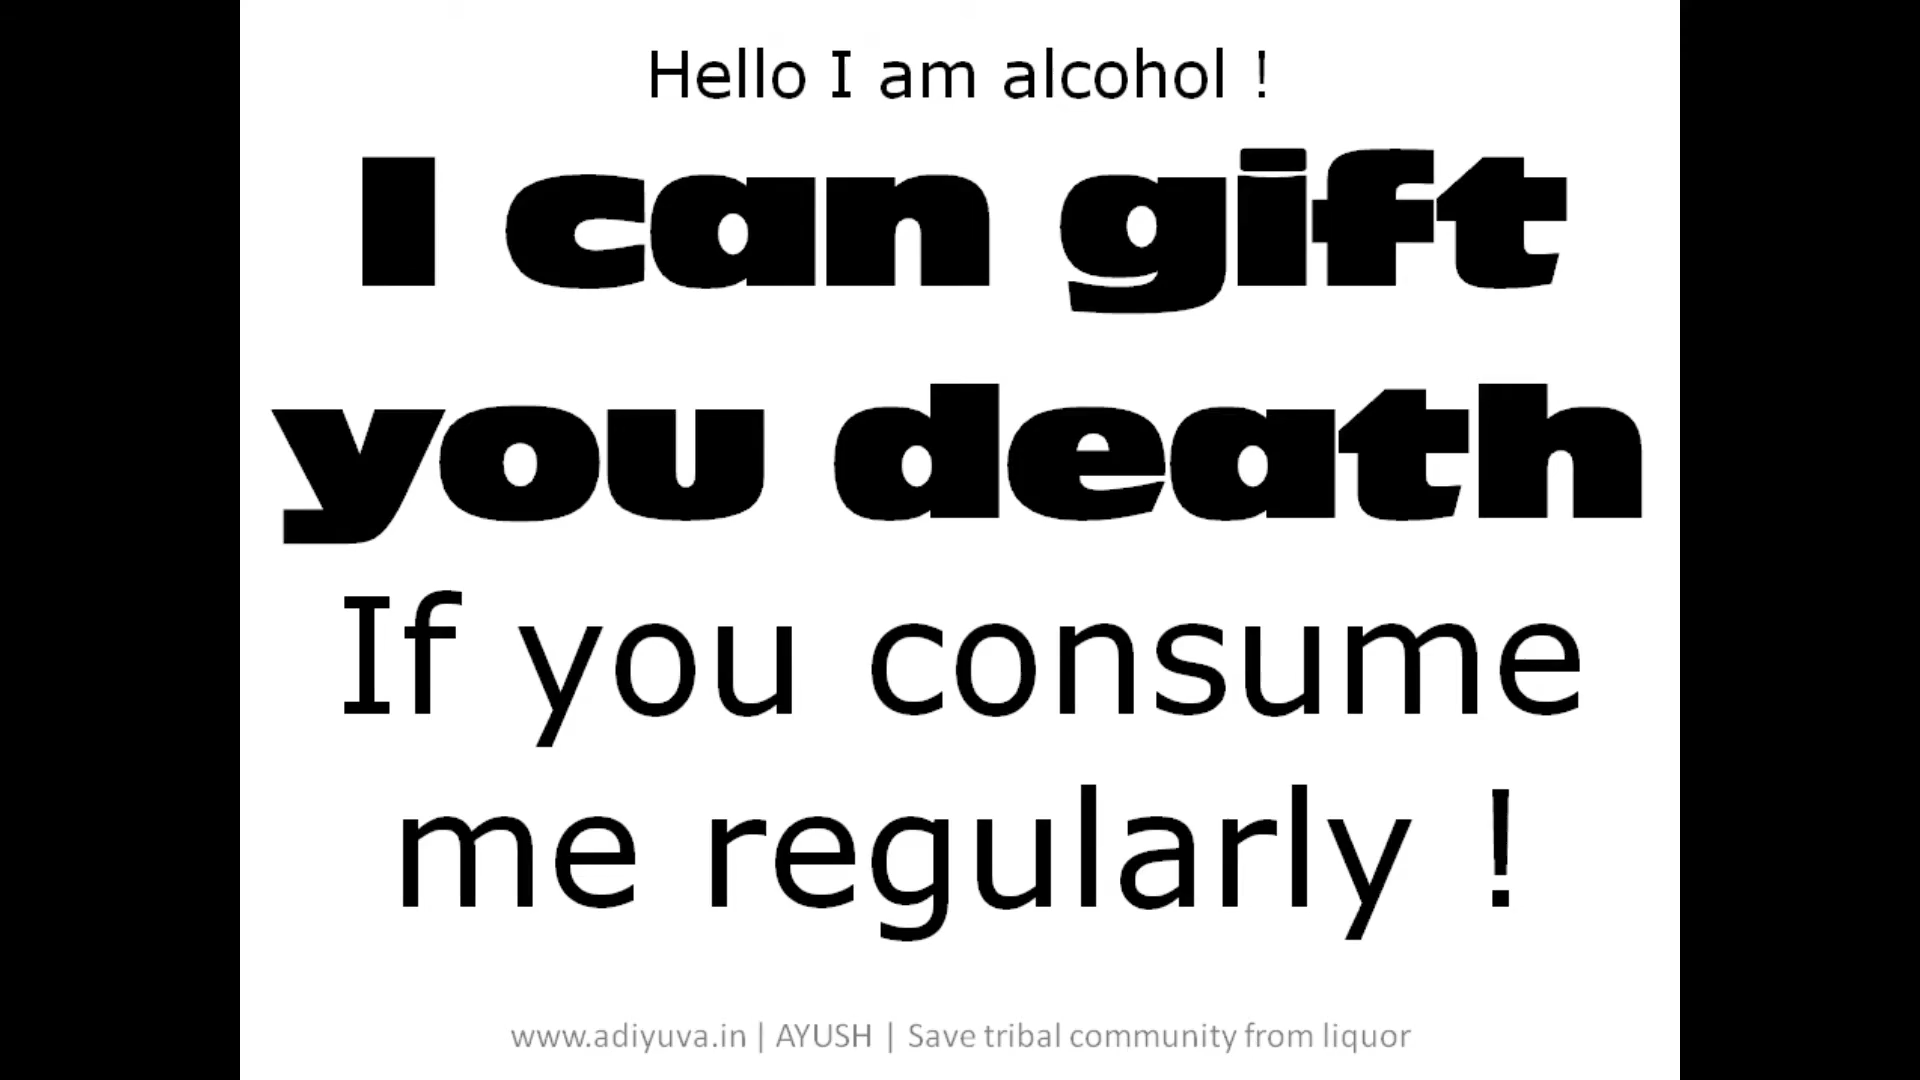 Hello I am alcohol !
I can gift
you death
If you consume
me regularly !
www.adiyuva.in | AYUSH | Save tribal community from liquor